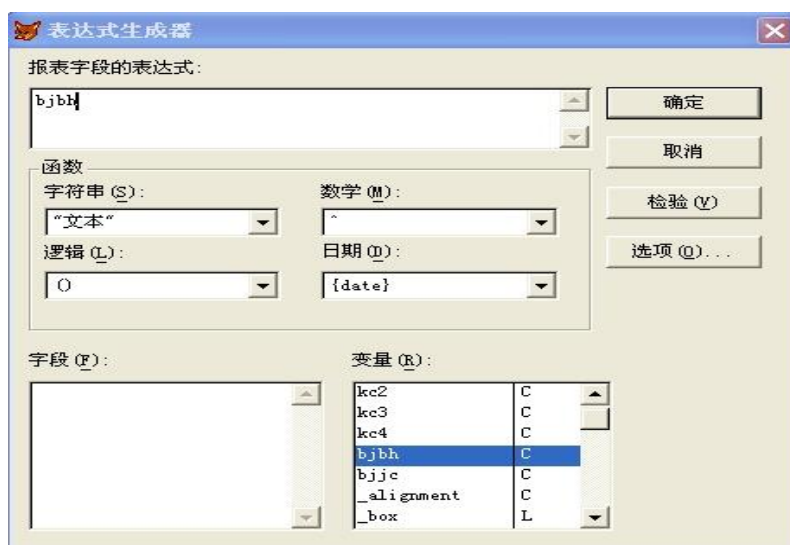 表达式生成器
报表字段的表达式:
bjbh
确定
取消
检验(V)
选项(O)...
函数
字符串(S):
数学(M):
"文本"
^
逻辑(L):
日期(D):
()
{date}
字段(F):
变量(R):
kc2 C
kc3 C
kc4 C
bjbh C
bjjc C
_alignment C
_box L